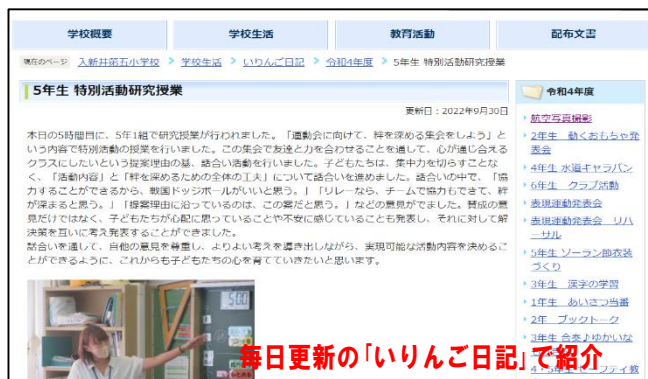 学校概要 学校生活 教育活動 配布文書
現在のページ 入新井第五小学校 > 学校生活 > いりんご日記 > 令和4年度 > 5年生 特別活動研究授業
5年生 特別活動研究授業
更新日：2022年9月30日
本日の5時間目に、5年1組で研究授業が行われました。「運動会に向けて、絆を深める集会をしよう」と
いう内容で特別活動の授業を行いました。この集会で友達と力を合わせることを通して、心が通じ合える
クラスにしたいという提案理由の基、話合い活動を行いました。子どもたちは、集中力を切らすことな
く、「活動内容」と「絆を深めるための全体の工夫」について話合いを進めました。話合いの中で、「協
力することができるから、戦国ドッジボールがいいと思う。」「リレーなら、チームで協力もできて、絆
が深まると思う。」「提案理由に沿っているのは、この案だと思う。」などの意見がでました。賛成の意
見だけではなく、子どもたちが心配に思っていることや不安に感じていることも発表し、それに対して解
決策を互いに考え発表することができました。
話合いを通して、自他の意見を尊重し、よりよい考えを導き出しながら、実現可能な活動内容を決めるこ
とができるように、これからも子どもたちの心を育てていきたいと思います。
令和4年度
航空写真撮影
2年生 動くおもちゃ発
表会
4年生 水道キャラバン
6年生 クラブ活動
表現運動発表会
表現運動発表会 リハ
ーサル
5年生 ソーラン節衣装
づくり
3年生 漢字の学習
1年生 あいさつ当番
2年 ブックトーク
3年生 合奏♪ゆかいな
5:00
毎日更新の「いりんご日記」で紹介